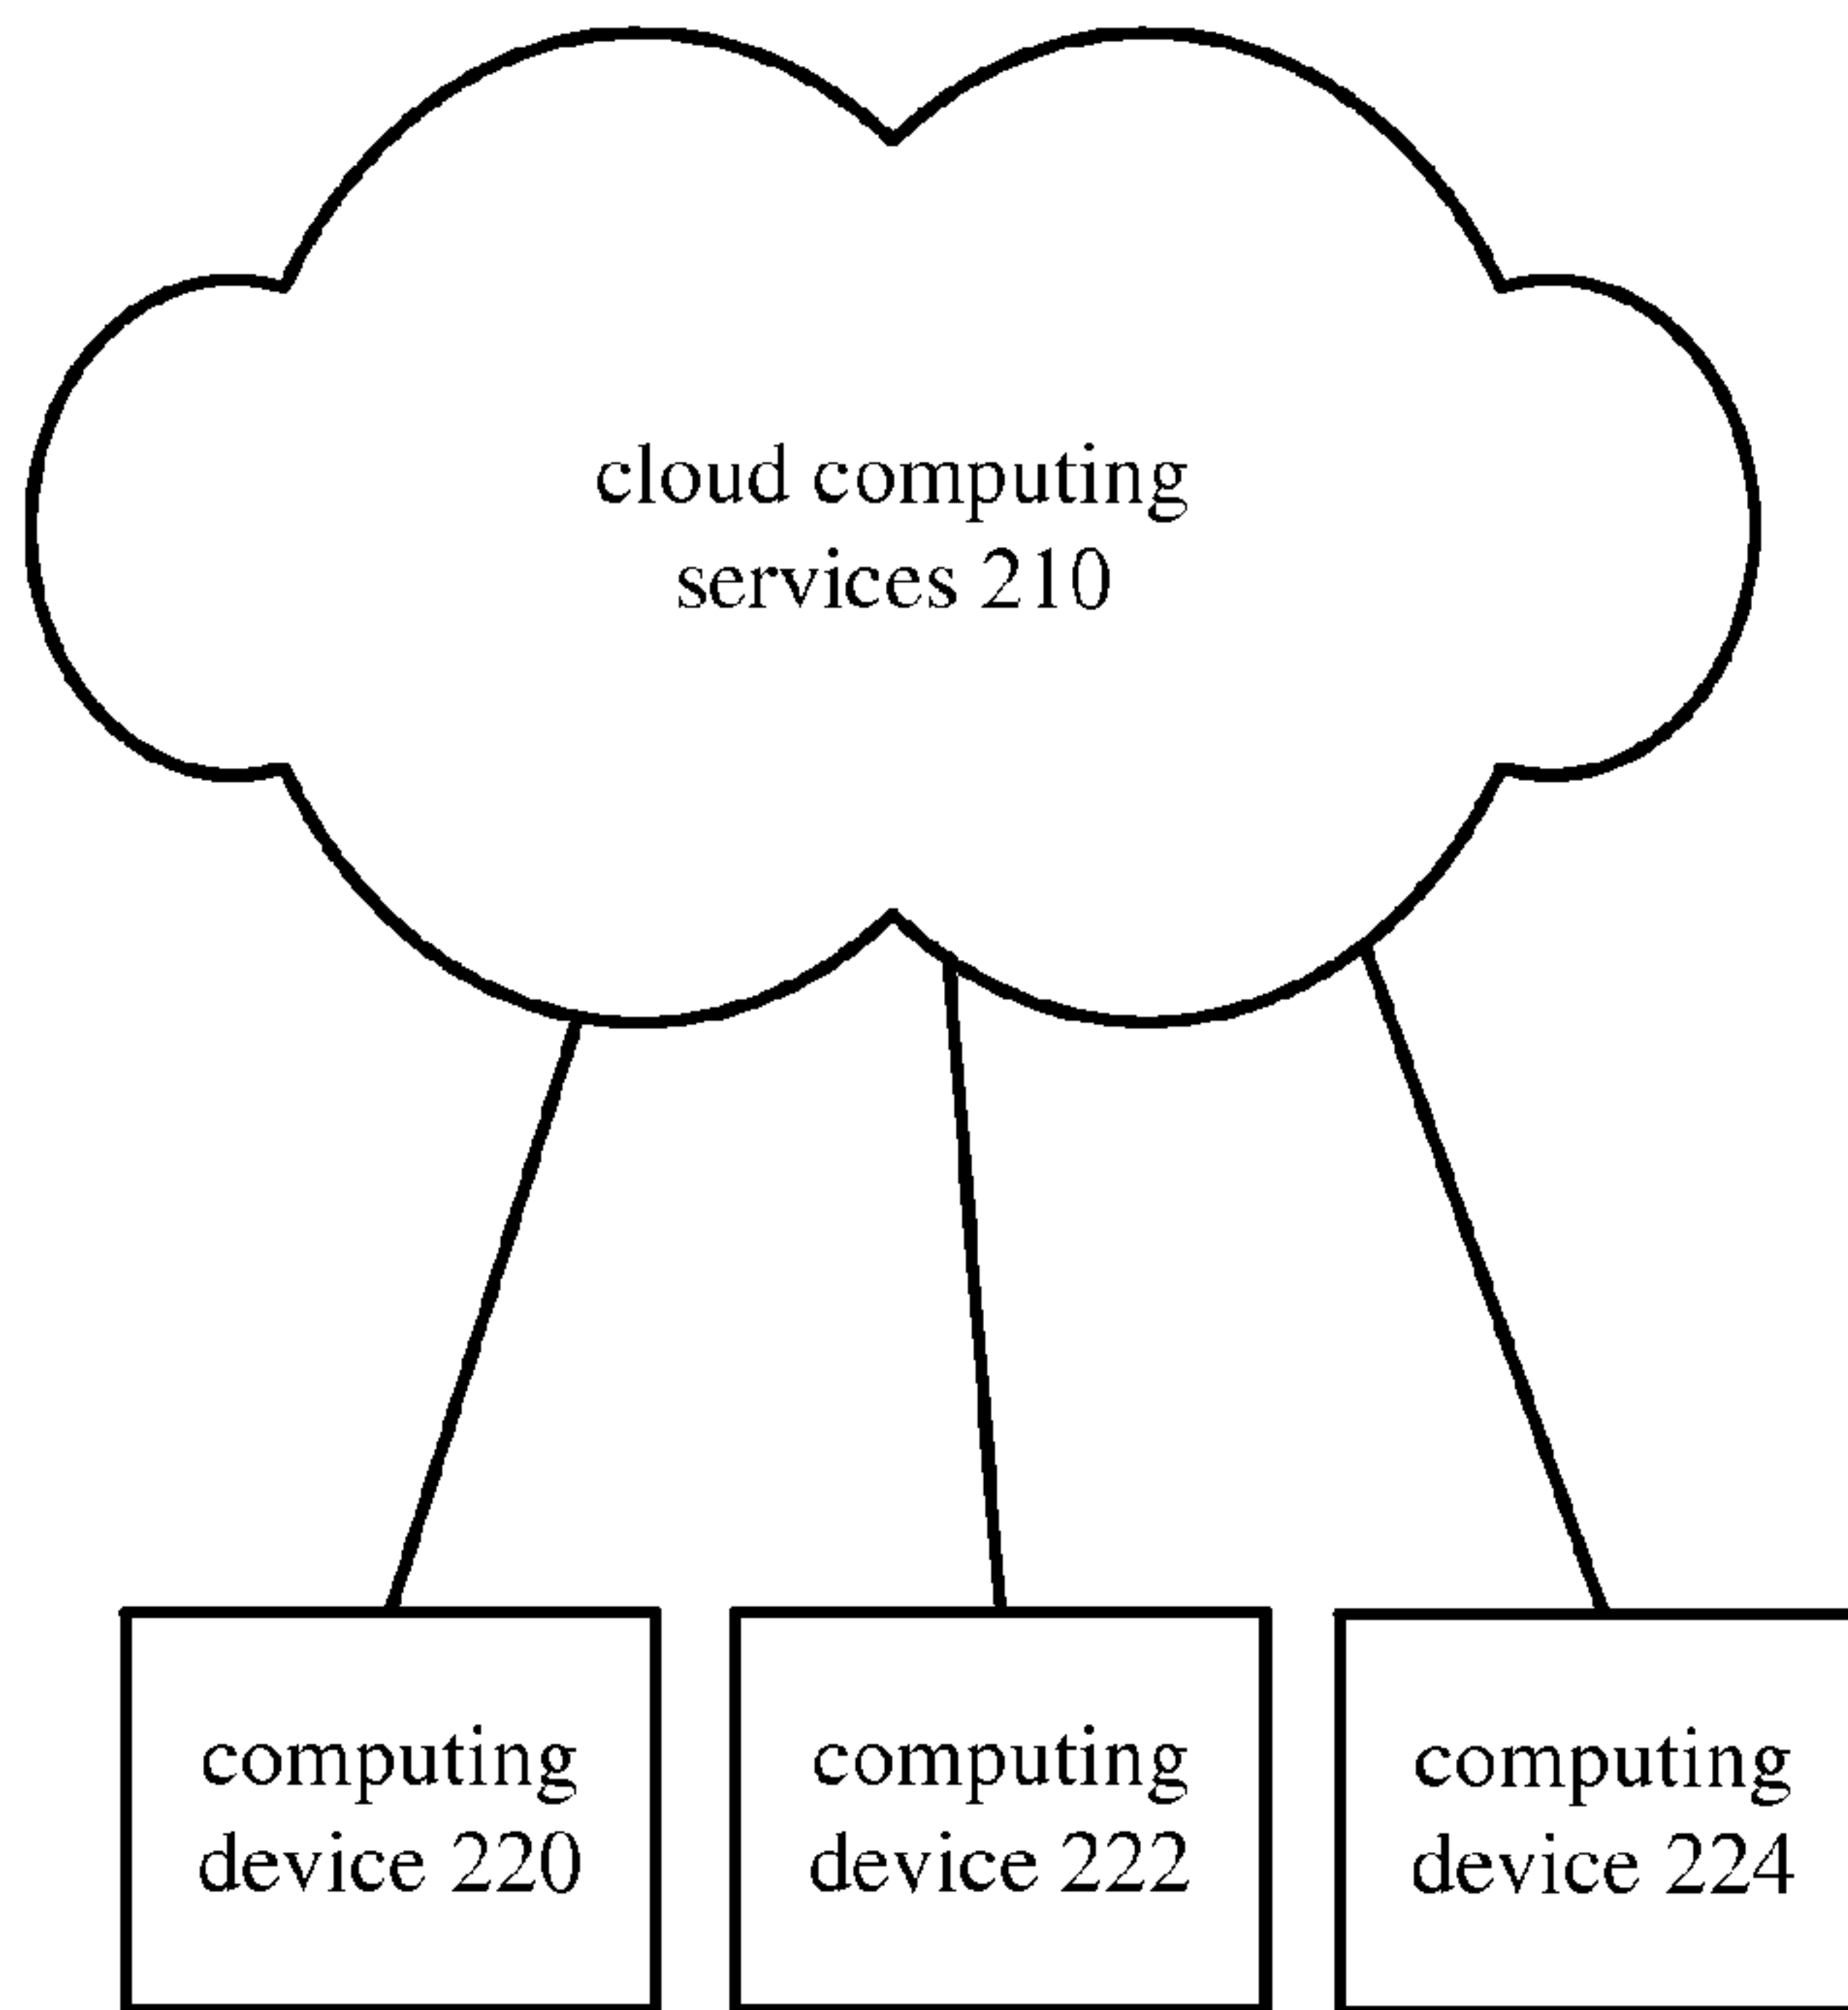 cloud computing
services 210
computing
device 220
computing
device 222
computing
device 224